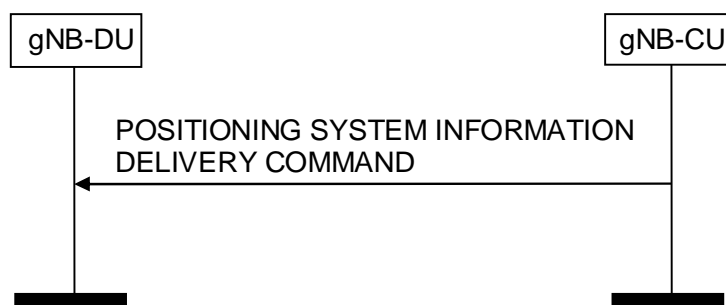 gNB-DU
gNB-CU
POSITIONING SYSTEM INFORMATION
DELIVERY COMMAND